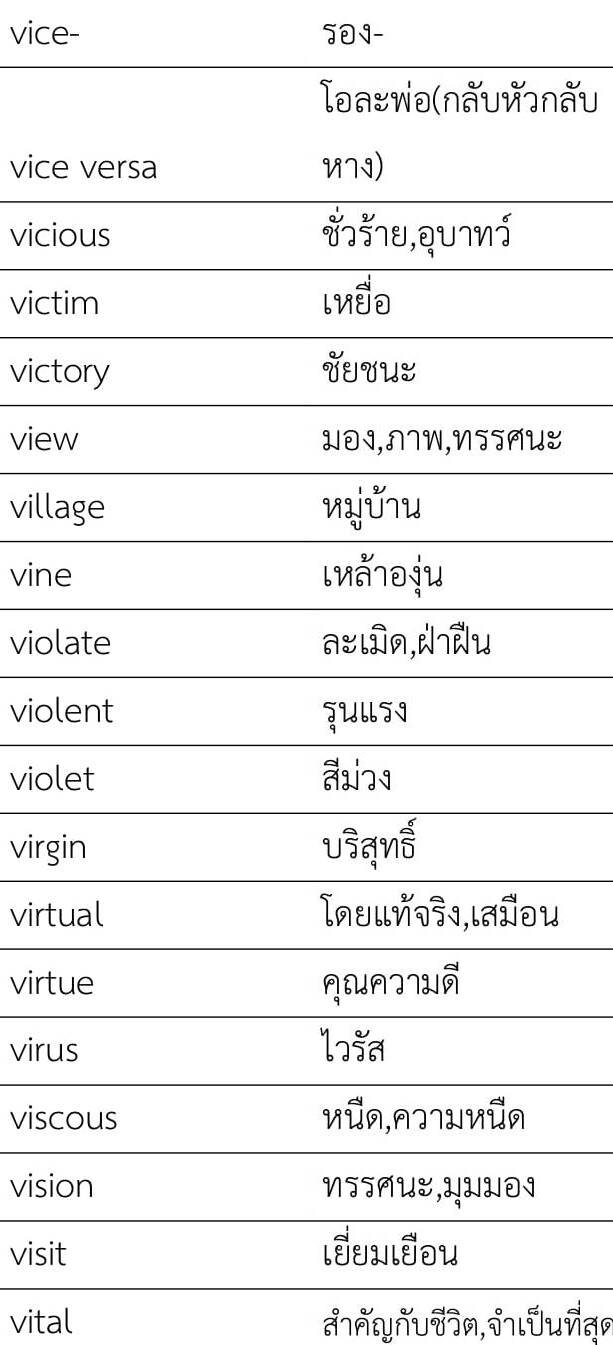 vice- รอง-
โอละพ่อ(กลับหัวกลับ
vice versa หาง)
vicious ชั่วร้าย,อุบาทว์
victim เหยื่อ
victory ชัยชนะ
view มอง,ภาพ,ทรรศนะ
village หมู่บ้าน
vine เหล้าองุ่น
violate ละเมิด,ฝ่าฝืน
violent รุนแรง
violet สีม่วง
virgin บริสุทธิ์
virtual โดยแท้จริง,เสมือน
virtue คุณความดี
virus ไวรัส
viscous หนืด,ความหนืด
vision ทรรศนะ,มุมมอง
visit เยี่ยมเยือน
vital สำคัญกับชีวิต,จำเป็นที่สุด